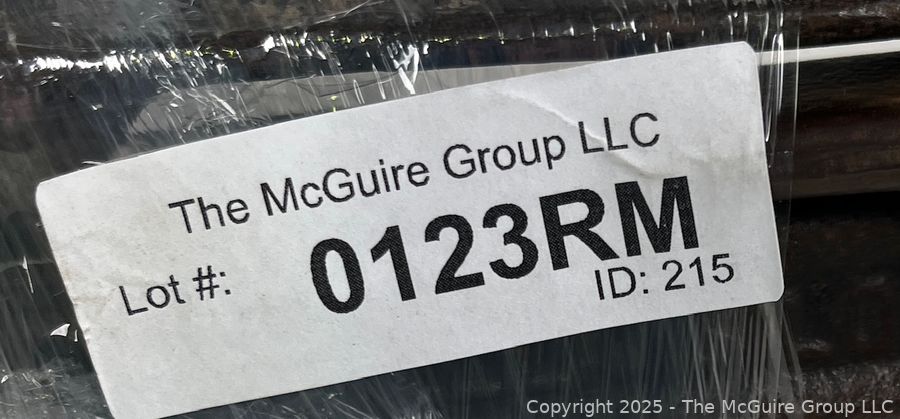 The McGuire Group LLC
Lot #: 0123RM
ID: 215
Copyright 2025 - The McGuire Group LLC